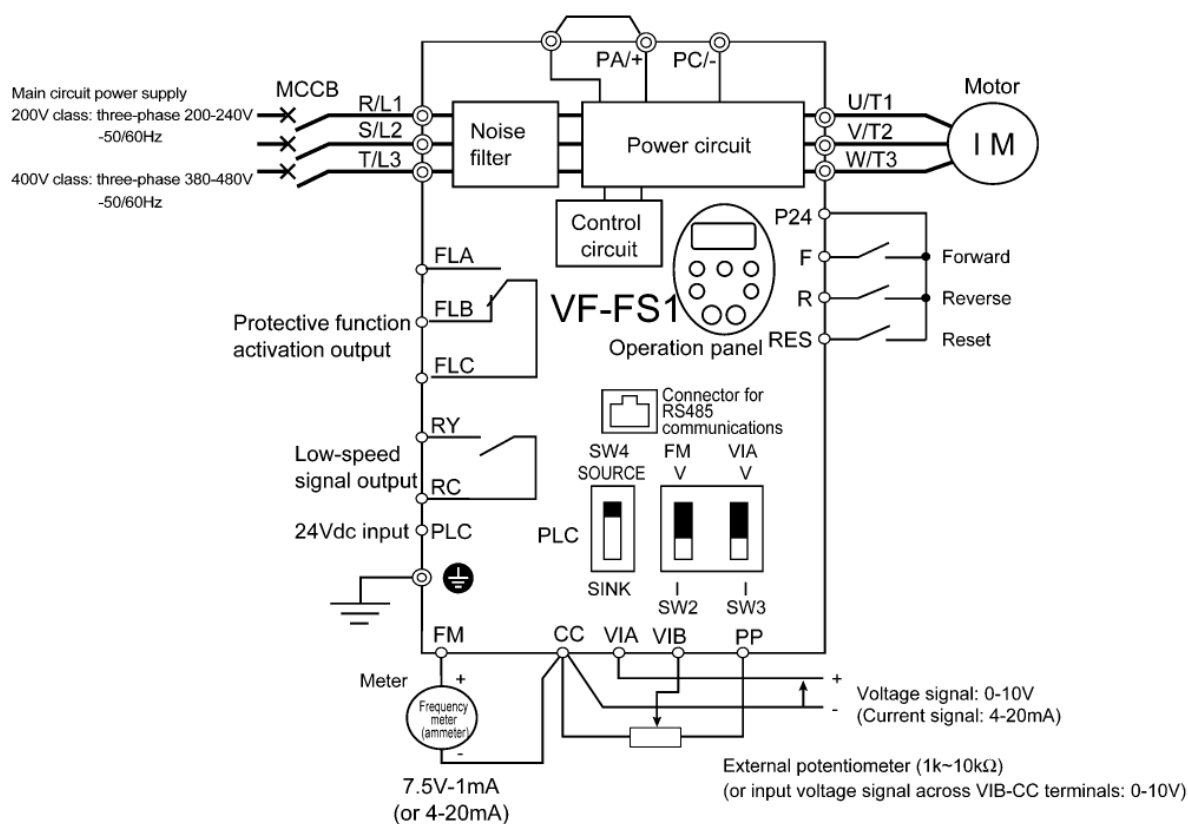 PA/+
PC/-
Main circuit power supply
200V class: three-phase 200-240V
-50/60Hz
400V class: three-phase 380-480V
-50/60Hz
MCCB
R/L1
S/L2
T/L3
Noise
filter
Power circuit
Control
circuit
U/T1
V/T2
W/T3
Motor
I M
P24
F
Forward
R
Reverse
RES
Reset
FLA
FLB
FLC
Protective function
activation output
VF-FS1
Operation panel
Connector for
RS485
communications
RY
RC
Low-speed
signal output
24Vdc input
PLC
SW4
SOURCE
PLC
SINK
FM
V
I
SW2
VIA
V
I
SW3
FM
CC
VIA
VIB
PP
Meter
+
Frequency
meter
(ammeter)
-
7.5V-1mA
(or 4-20mA)
+
-
Voltage signal: 0-10V
(Current signal: 4-20mA)
External potentiometer (1k~10kΩ)
(or input voltage signal across VIB-CC terminals: 0-10V)